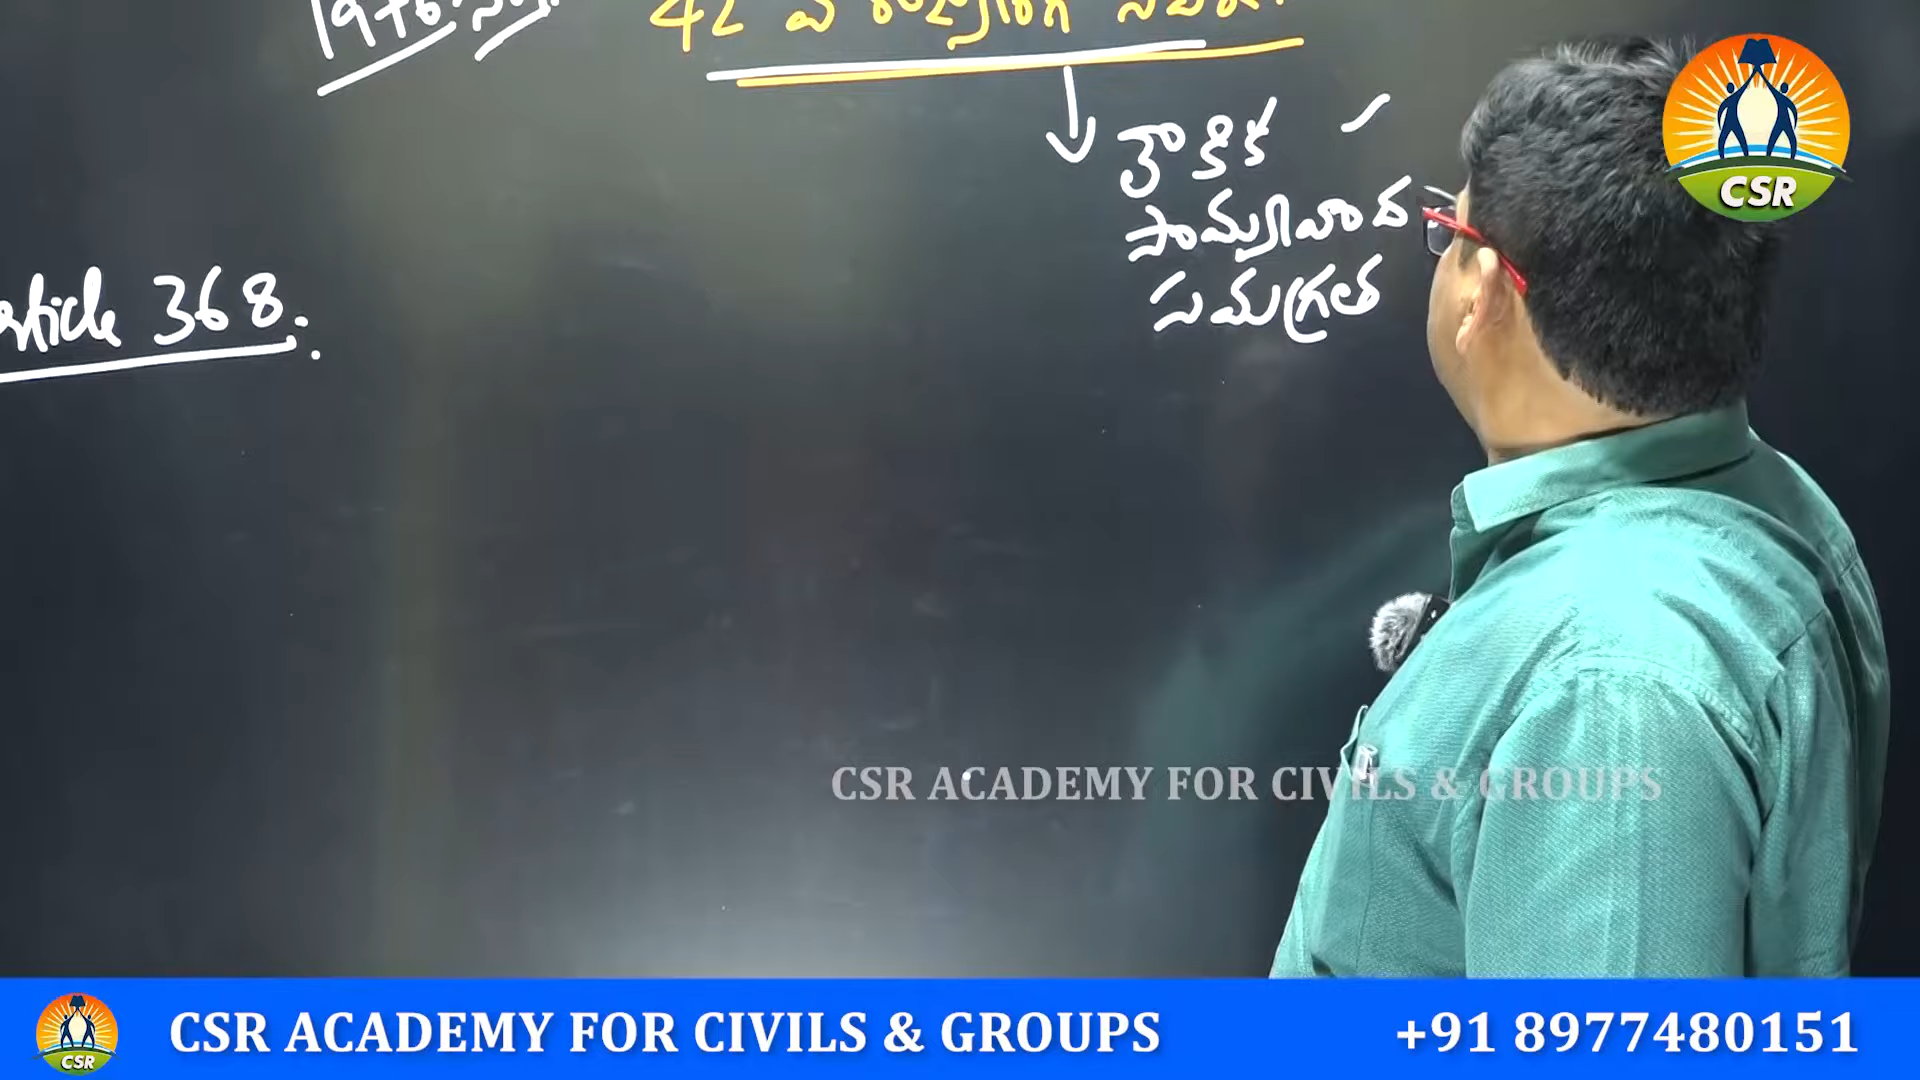 1976
42 వ రాజ్యాంగ సవరణ
లౌకిక
సామ్యవాద
సమగ్రత
Article 368.
CSR
CSR ACADEMY FOR CIVILS & GROUPS
CSR
CSR ACADEMY FOR CIVILS & GROUPS
+91 8977480151